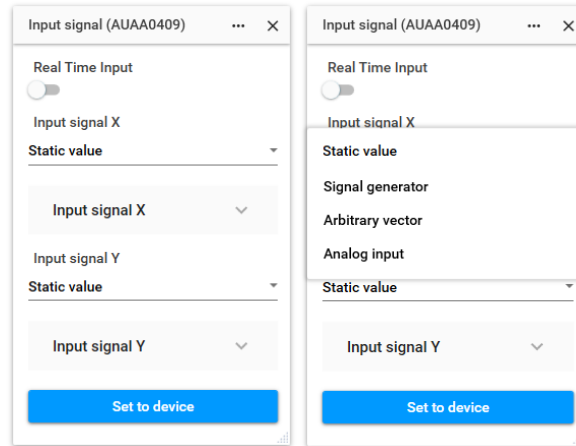 Input signal (AUAA0409)
Real Time Input
Input signal X
Static value
Input signal X
Input signal Y
Static value
Input signal Y
Set to device
Input signal (AUAA0409)
Real Time Input
Input signal X
Static value
Signal generator
Arbitrary vector
Analog input
Static value
Input signal Y
Set to device